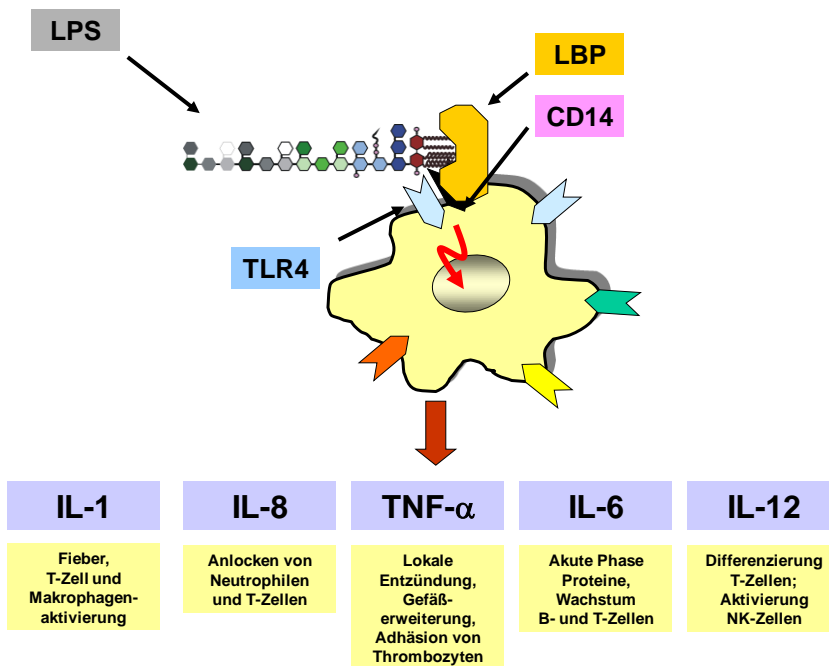 LPS
LBP
CD14
TLR4
IL-1
IL-8
TNF-α
IL-6
IL-12
Fieber,
T-Zell und
Makrophagen-
aktivierung
Anlocken von
Neutrophilen
und T-Zellen
Lokale
Entzündung,
Gefäß-
erweiterung,
Adhäsion von
Thrombozyten
Akute Phase
Proteine,
Wachstum
B- und T-Zellen
Differenzierung
T-Zellen;
Aktivierung
NK-Zellen